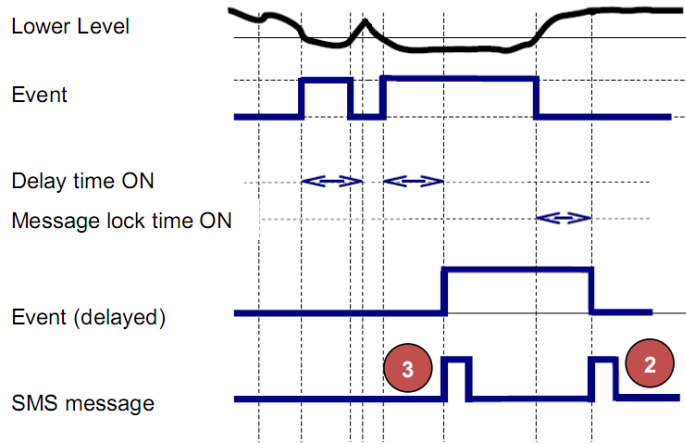 Lower Level
Event
Delay time ON
Message lock time ON
Event (delayed)
3
2
SMS message